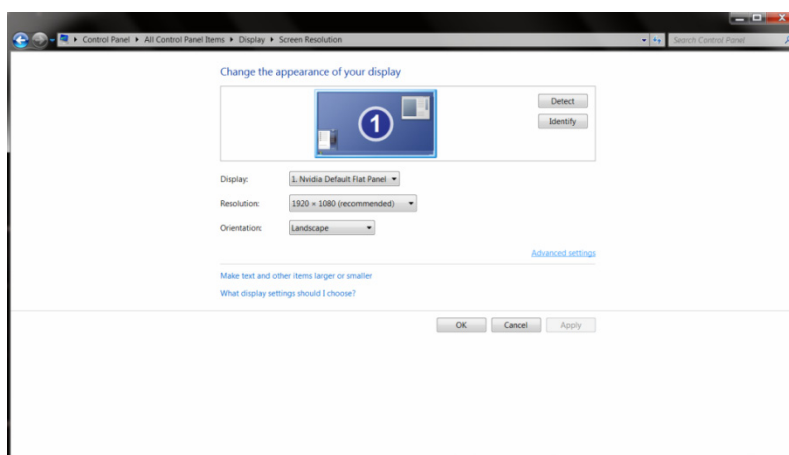 Control Panel ▸ All Control Panel Items ▸ Display ▸ Screen Resolution
Search Control Panel
Change the appearance of your display
1
Detect
Identify
Display: 1. Nvidia Default Flat Panel
Resolution: 1920 × 1080 (recommended)
Orientation: Landscape
Advanced settings
Make text and other items larger or smaller
What display settings should I choose?
OK Cancel Apply